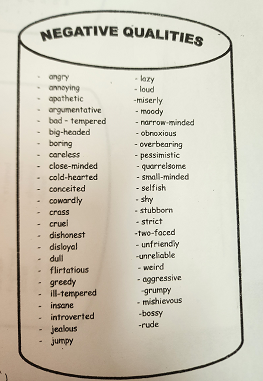 NEGATIVE QUALITIES
- angry
- annoying
- apathetic
- argumentative
- bad - tempered
- big-headed
- boring
- careless
- close-minded
- cold-hearted
- conceited
- cowardly
- crass
- cruel
- dishonest
- disloyal
- dull
- flirtatious
- greedy
- ill-tempered
- insane
- introverted
- jealous
- jumpy
- lazy
- loud
-miserly
- moody
- narrow-minded
- obnoxious
- overbearing
- pessimistic
- quarrelsome
- small-minded
- selfish
- shy
- stubborn
- strict
-two-faced
- unfriendly
-unreliable
- weird
- aggressive
-grumpy
- mishievous
-bossy
-rude